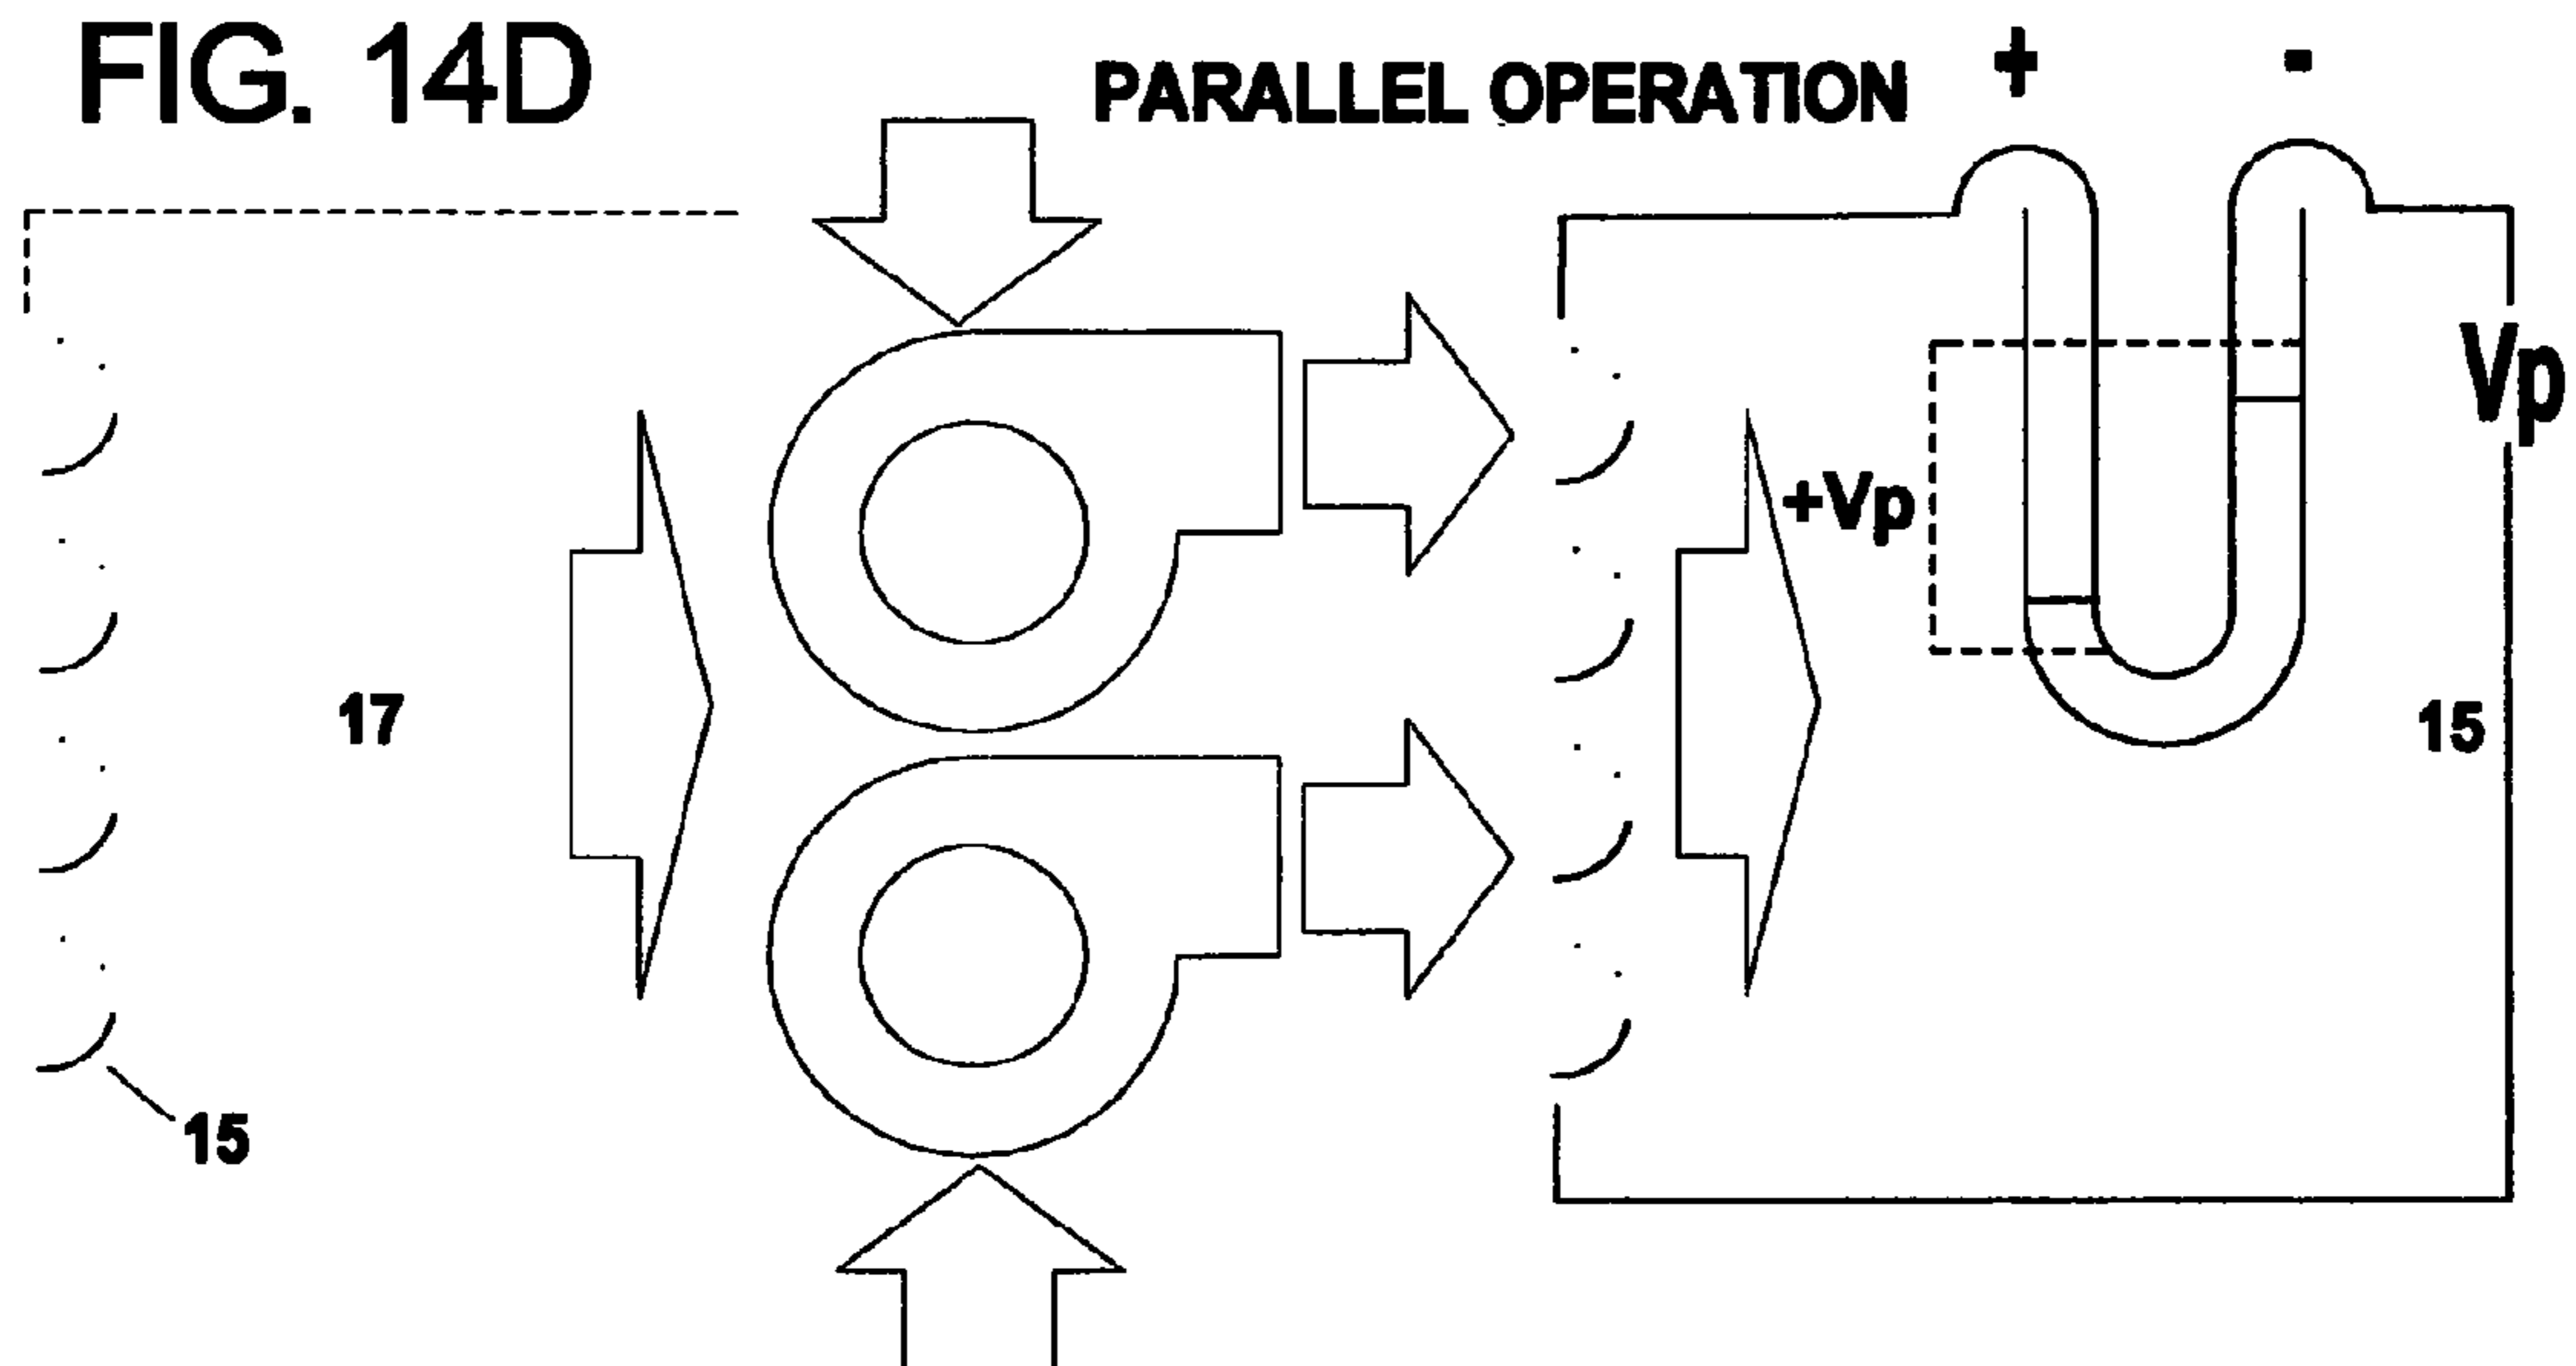 FIG. 14D
PARALLEL OPERATION
+ -
Vp
+Vp
17
15
15